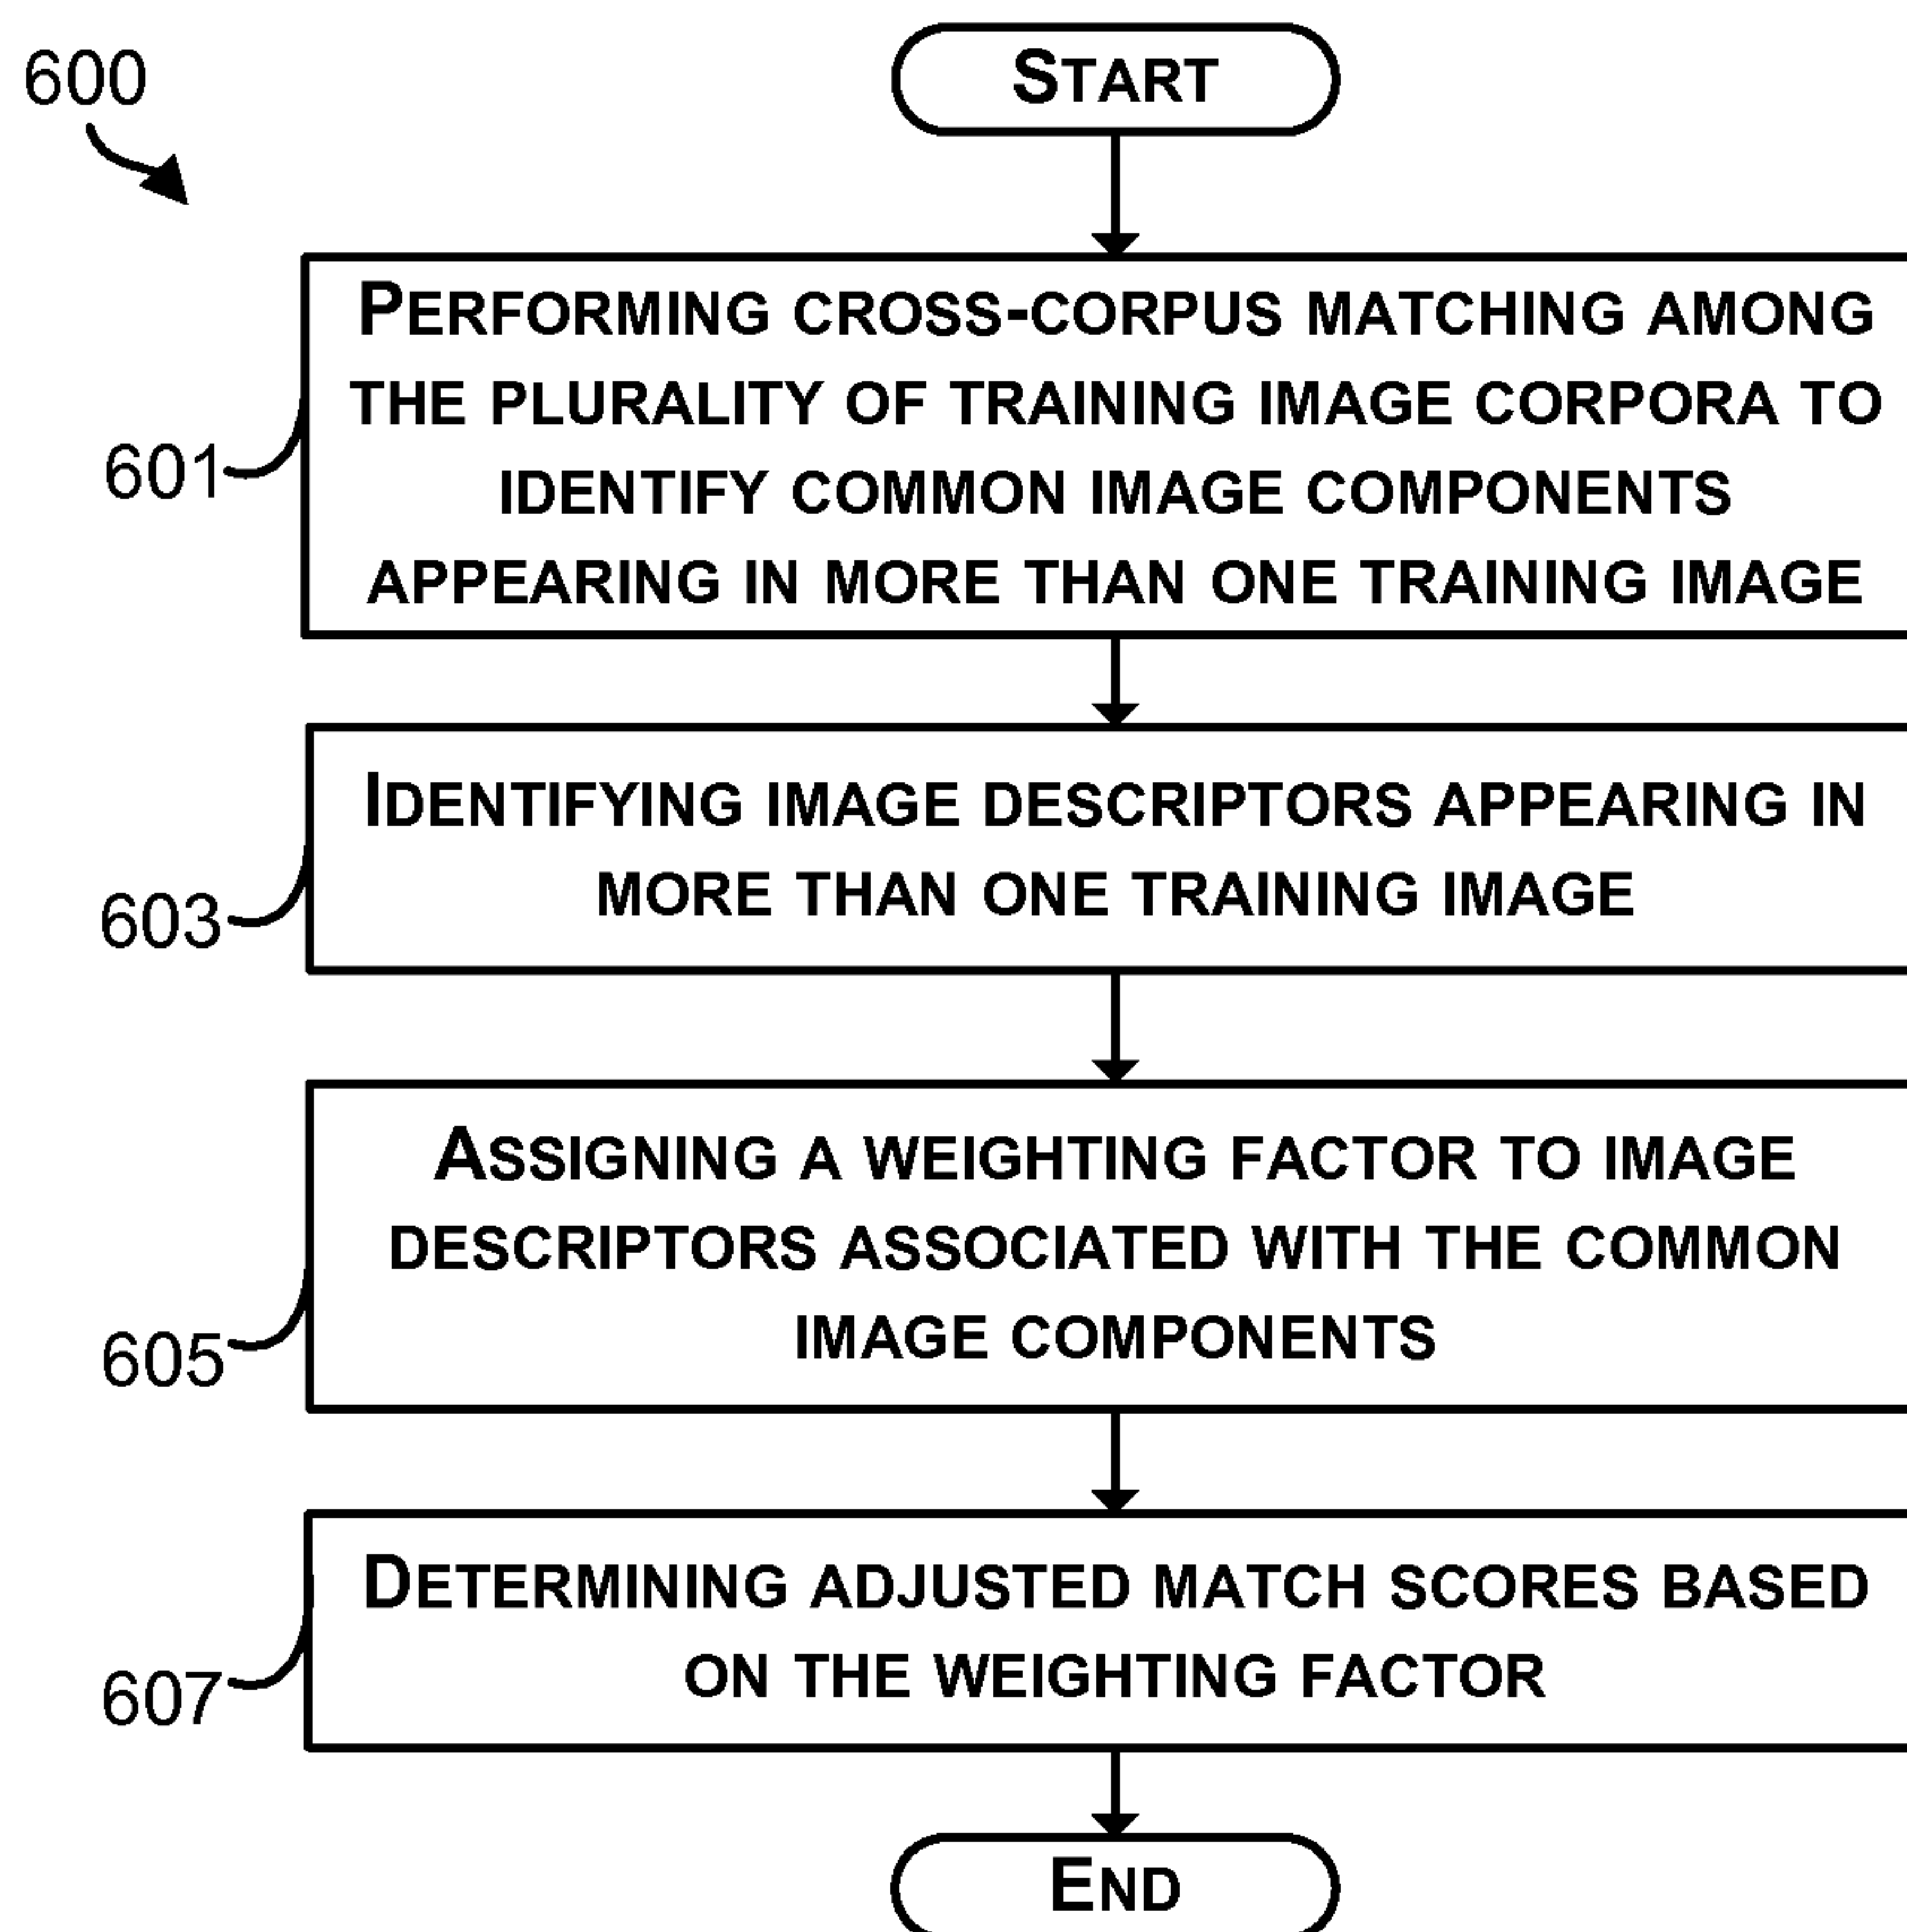 600
START
PERFORMING CROSS-CORPUS MATCHING AMONG
THE PLURALITY OF TRAINING IMAGE CORPORA TO
IDENTIFY COMMON IMAGE COMPONENTS
APPEARING IN MORE THAN ONE TRAINING IMAGE
601
IDENTIFYING IMAGE DESCRIPTORS APPEARING IN
MORE THAN ONE TRAINING IMAGE
603
ASSIGNING A WEIGHTING FACTOR TO IMAGE
DESCRIPTORS ASSOCIATED WITH THE COMMON
IMAGE COMPONENTS
605
DETERMINING ADJUSTED MATCH SCORES BASED
ON THE WEIGHTING FACTOR
607
END